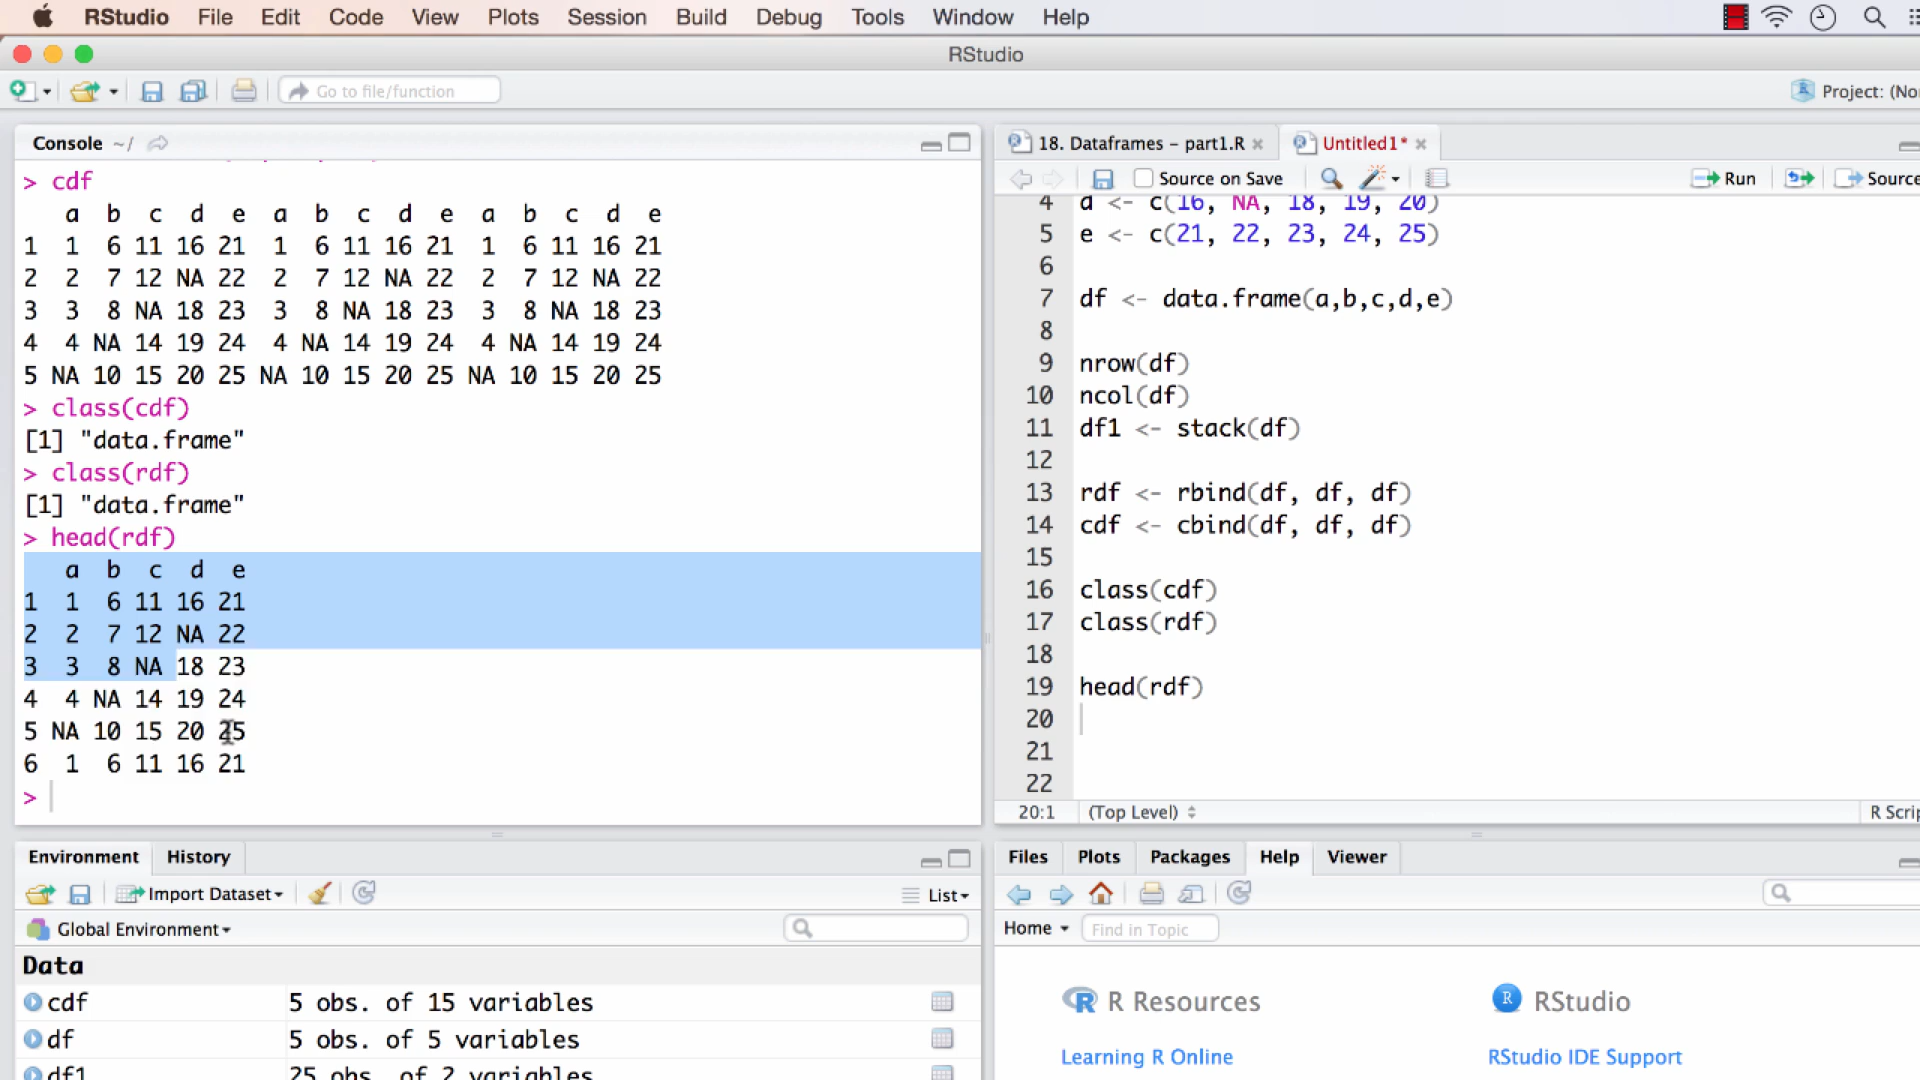 RStudio File Edit Code View Plots Session Build Debug Tools Window Help
RStudio
Go to file/function
Project: (No
Console ~/
> cdf
a b c d e a b c d e a b c d e
1 1 6 11 16 21 1 6 11 16 21 1 6 11 16 21
2 2 7 12 NA 22 2 7 12 NA 22 2 7 12 NA 22
3 3 8 NA 18 23 3 8 NA 18 23 3 8 NA 18 23
4 4 NA 14 19 24 4 NA 14 19 24 4 NA 14 19 24
5 NA 10 15 20 25 NA 10 15 20 25 NA 10 15 20 25
> class(cdf)
[1] "data.frame"
> class(rdf)
[1] "data.frame"
> head(rdf)
a b c d e
1 1 6 11 16 21
2 2 7 12 NA 22
3 3 8 NA 18 23
4 4 NA 14 19 24
5 NA 10 15 20 25
6 1 6 11 16 21
>
18. Dataframes - part1.R
Untitled1*
Source on Save
Run
Source
4 d <- c(16, NA, 18, 19, 20)
5 e <- c(21, 22, 23, 24, 25)
6
7 df <- data.frame(a,b,c,d,e)
8
9 nrow(df)
10 ncol(df)
11 df1 <- stack(df)
12
13 rdf <- rbind(df, df, df)
14 cdf <- cbind(df, df, df)
15
16 class(cdf)
17 class(rdf)
18
19 head(rdf)
20
21
22
20:1 (Top Level) R Scrip
Environment History
Import Dataset
List
Global Environment
Data
cdf 5 obs. of 15 variables
df 5 obs. of 5 variables
df1 25 obs. of 2 variables
Files Plots Packages Help Viewer
Home Find in Topic
R Resources
RStudio
Learning R Online
RStudio IDE Support